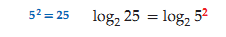 5² = 25 log₂ 25 = log₂ 5²